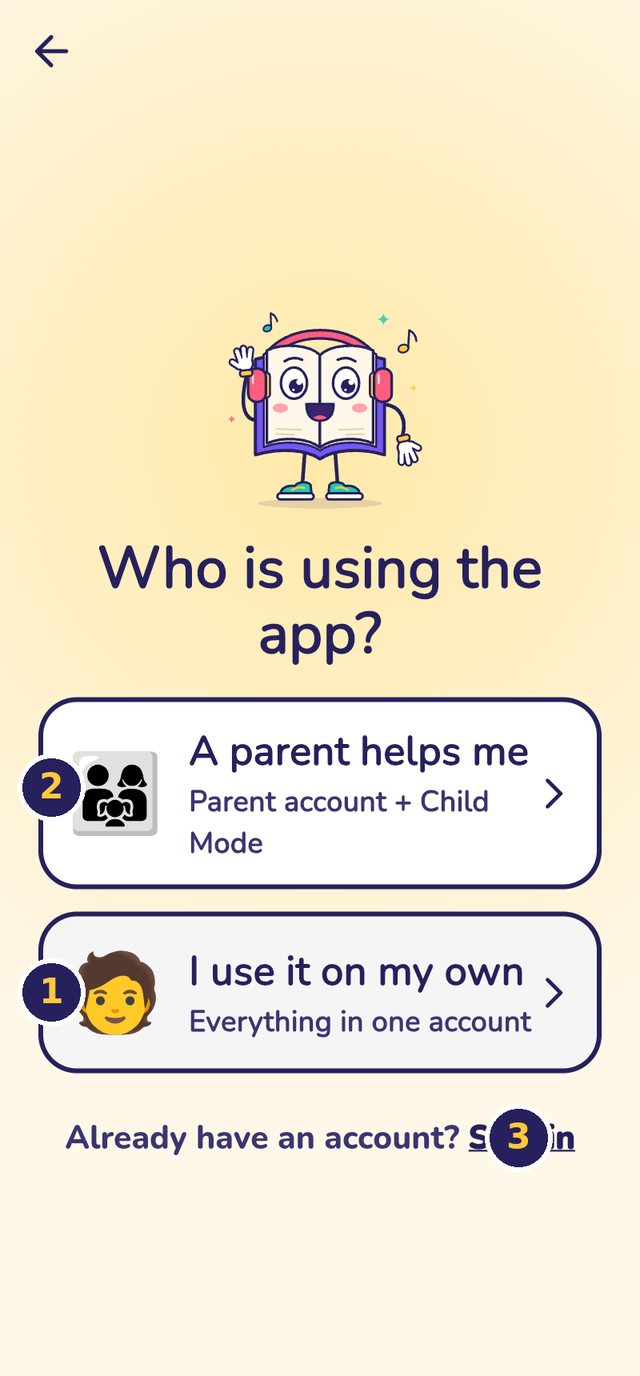 Who is using the
app?
2
A parent helps me
Parent account + Child
Mode
1
I use it on my own
Everything in one account
Already have an account?
3